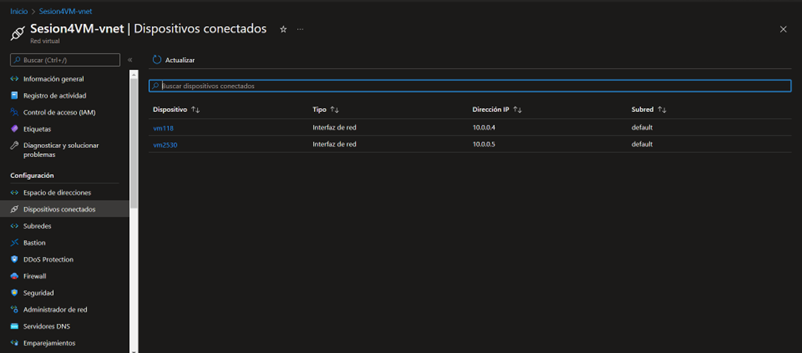 Inicio > Sesion4VM-vnet
Sesion4VM-vnet | Dispositivos conectados
Red virtual
Buscar (Ctrl+/)
Información general
Registro de actividad
Control de acceso (IAM)
Etiquetas
Diagnosticar y solucionar
problemas
Configuración
Espacio de direcciones
Dispositivos conectados
Subredes
Bastion
DDoS Protection
Firewall
Seguridad
Administrador de red
Servidores DNS
Emparejamientos
Actualizar
Buscar dispositivos conectados
Dispositivo Tipo Dirección IP Subred
vm118 Interfaz de red 10.0.0.4 default
vm2530 Interfaz de red 10.0.0.5 default